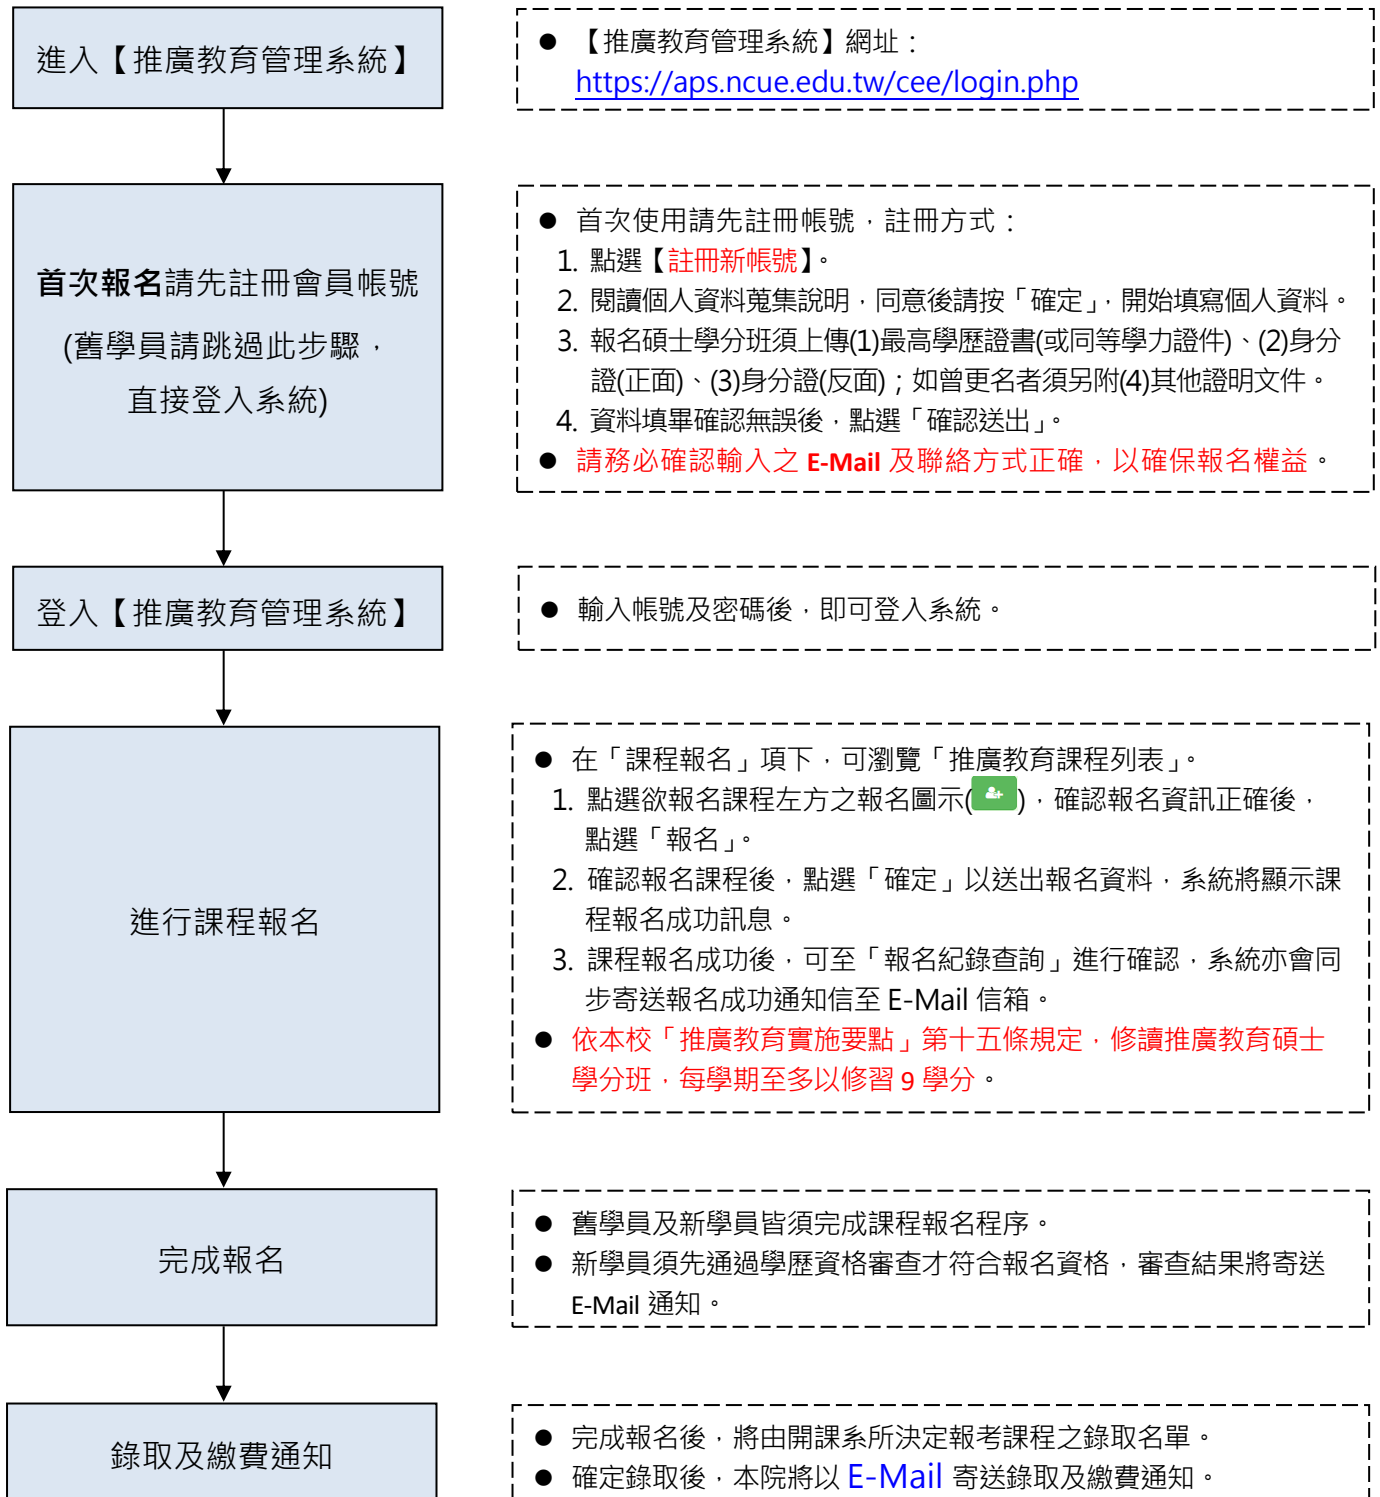 進入【推廣教育管理系統】
● 【推廣教育管理系統】網址：
https://aps.ncue.edu.tw/cee/login.php
首次報名請先註冊會員帳號
(舊學員請跳過此步驟，
直接登入系統)
● 首次使用請先註冊帳號，註冊方式：
1. 點選【註冊新帳號】。
2. 閱讀個人資料蒐集說明，同意後請按「確定」，開始填寫個人資料。
3. 報名碩士學分班須上傳(1)最高學歷證書(或同等學力證件)、(2)身分
證(正面)、(3)身分證(反面)；如曾更名者須另附(4)其他證明文件。
4. 資料填畢確認無誤後，點選「確認送出」。
● 請務必確認輸入之 E-Mail 及聯絡方式正確，以確保報名權益。
登入【推廣教育管理系統】
● 輸入帳號及密碼後，即可登入系統。
進行課程報名
● 在「課程報名」項下，可瀏覽「推廣教育課程列表」。
1. 點選欲報名課程左方之報名圖示( )，確認報名資訊正確後，
點選「報名」。
2. 確認報名課程後，點選「確定」以送出報名資料，系統將顯示課
程報名成功訊息。
3. 課程報名成功後，可至「報名紀錄查詢」進行確認，系統亦會同
步寄送報名成功通知信至 E-Mail 信箱。
● 依本校「推廣教育實施要點」第十五條規定，修讀推廣教育碩士
學分班，每學期至多以修習 9 學分。
完成報名
● 舊學員及新學員皆須完成課程報名程序。
● 新學員須先通過學歷資格審查才符合報名資格，審查結果將寄送
E-Mail 通知。
錄取及繳費通知
● 完成報名後，將由開課系所決定報考課程之錄取名單。
● 確定錄取後，本院將以 E-Mail 寄送錄取及繳費通知。